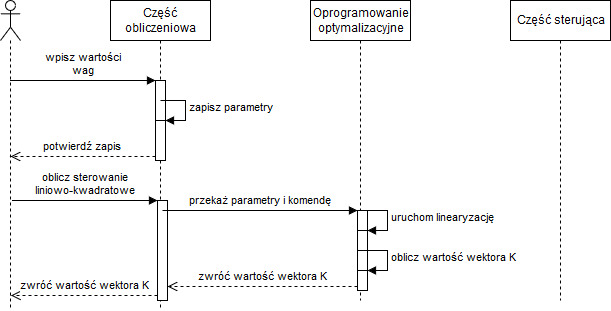 Część
obliczeniowa
Oprogramowanie
optymalizacyjne
Część sterująca
wpisz wartości
wag
zapisz parametry
potwierdź zapis
oblicz sterowanie
liniowo-kwadratowe
przekaż parametry i komendę
uruchom linearyzację
oblicz wartość wektora K
zwróć wartość wektora K
zwróć wartość wektora K